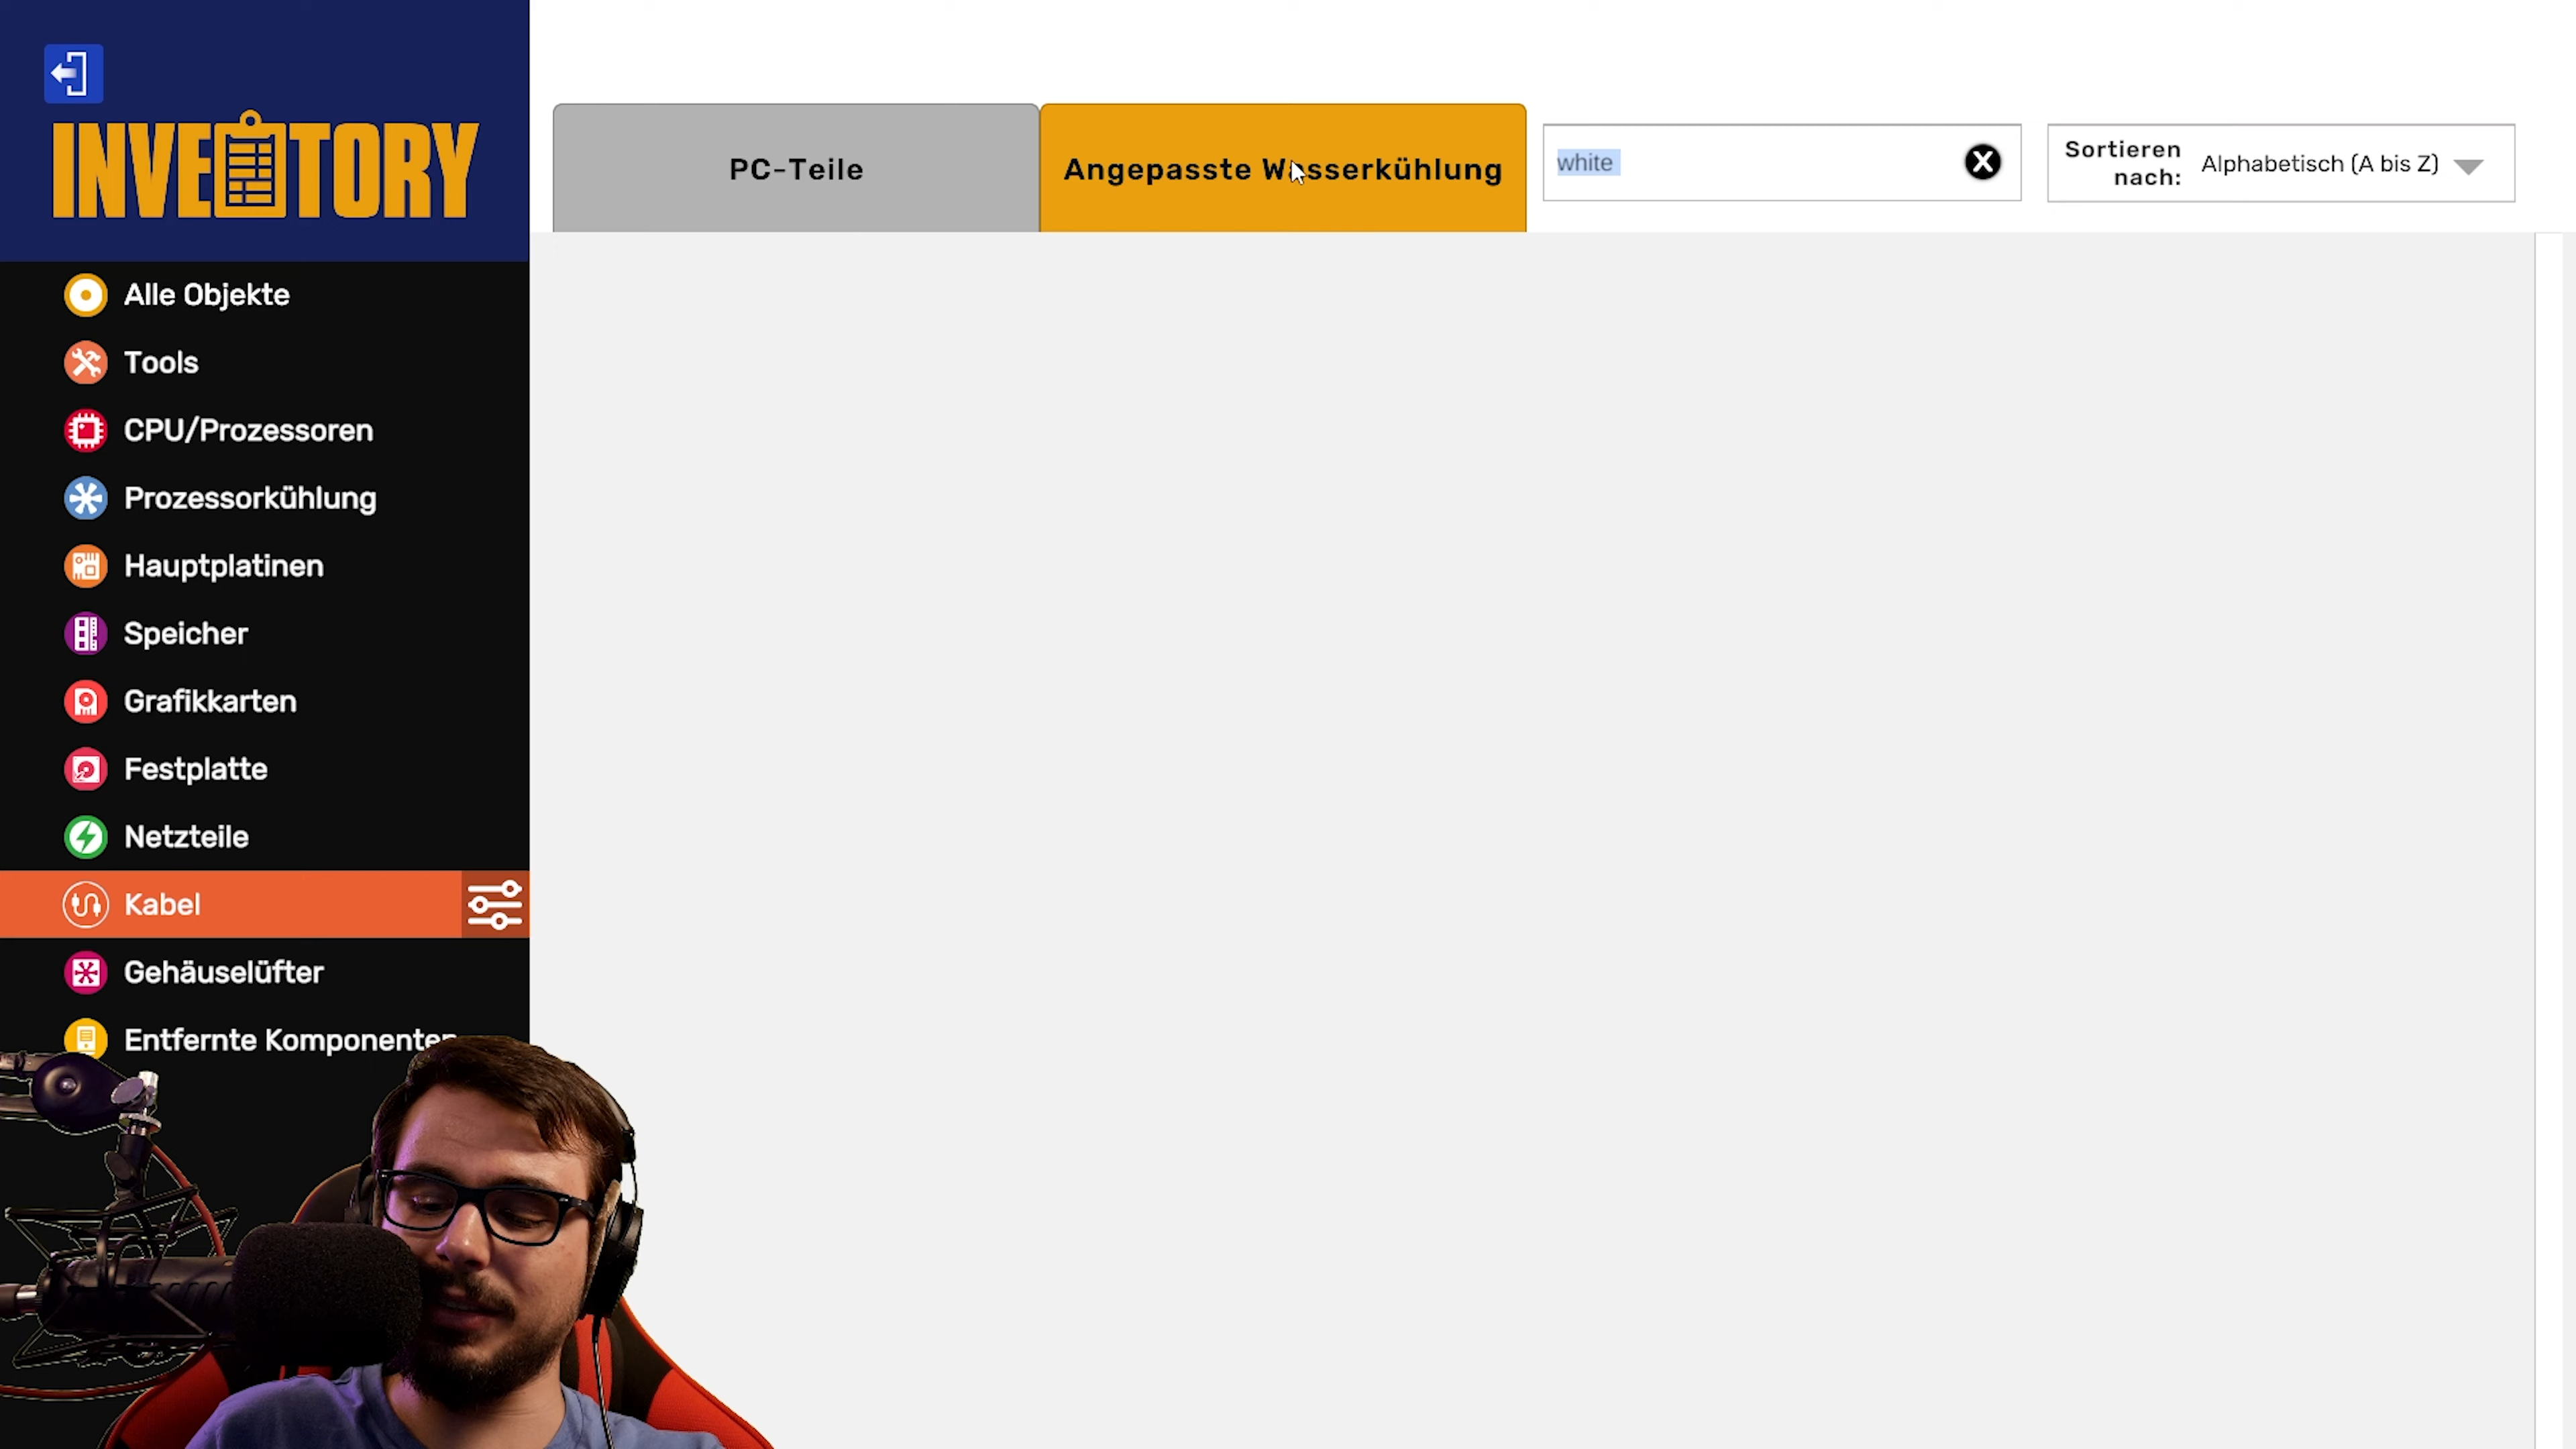 INVENTORY
PC-Teile
Angepasste Wasserkühlung
white
Sortieren
nach:
Alphabetisch (A bis Z)
Alle Objekte
Tools
CPU/Prozessoren
Prozessorkühlung
Hauptplatinen
Speicher
Grafikkarten
Festplatte
Netzteile
Kabel
Gehäuselüfter
Entfernte Komponenten